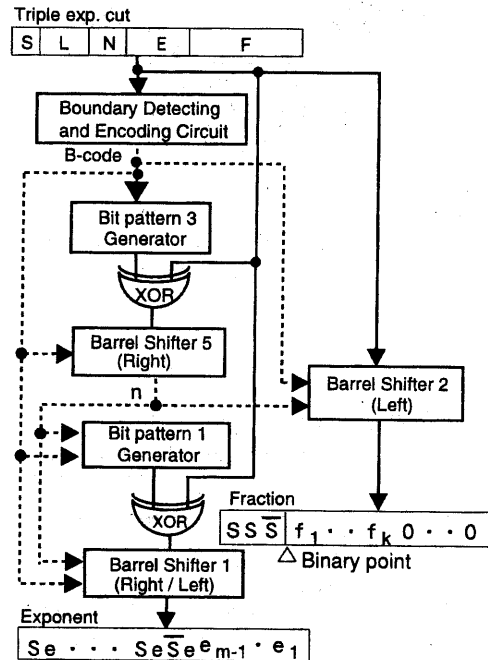 Triple exp. cut
S L N E F
Boundary Detecting
and Encoding Circuit
B-code
Bit pattern 3
Generator
XOR
Barrel Shifter 5
(Right)
n
Barrel Shifter 2
(Left)
Bit pattern 1
Generator
XOR
Fraction
S S S̅ f₁ · · fₖ 0 · · 0
Binary point
Barrel Shifter 1
(Right / Left)
Exponent
Se · · · Se S̅e eₘ₋₁ · e₁